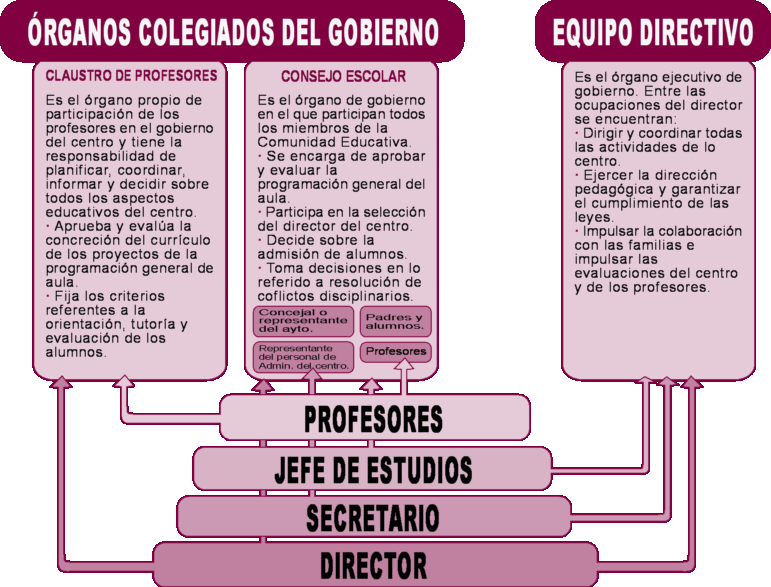 ÓRGANOS COLEGIADOS DEL GOBIERNO
CLAUSTRO DE PROFESORES
Es el órgano propio de
participación de los
profesores en el gobierno
del centro y tiene la
responsabilidad de
planificar, coordinar,
informar y decidir sobre
todos los aspectos
educativos del centro.
· Aprueba y evalúa la
concreción del currículo
de los proyectos de la
programación general de
aula.
· Fija los criterios
referentes a la
orientación, tutoría y
evaluación de los
alumnos.
CONSEJO ESCOLAR
Es el órgano de gobierno
en el que participan todos
los miembros de la
Comunidad Educativa.
· Se encarga de aprobar
y evaluar la
programación general del
aula.
· Participa en la selección
del director del centro.
· Decide sobre la
admisión de alumnos.
· Toma decisiones en lo
referido a resolución de
coflictos disciplinarios.
Concejal o
representante
del ayto.
Padres y
alumnos.
Representante
del personal de
Admin. del centro.
Profesores
EQUIPO DIRECTIVO
Es el órgano ejecutivo de
gobierno. Entre las
ocupaciones del director
se encuentran:
· Dirigir y coordinar todas
las actividades de lo
centro.
· Ejercer la dirección
pedagógica y garantizar
el cumplimiento de las
leyes.
· Impulsar la colaboración
con las familias e
impulsar las
evaluaciones del centro
y de los profesores.
PROFESORES
JEFE DE ESTUDIOS
SECRETARIO
DIRECTOR